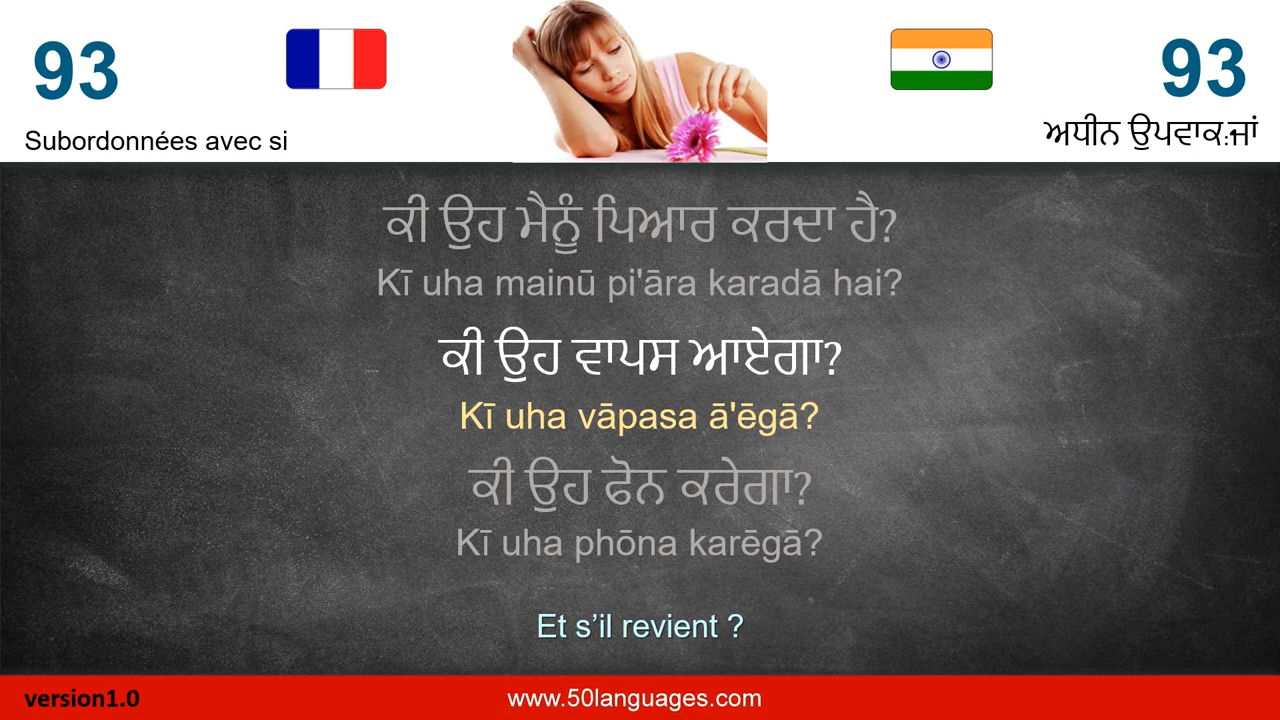 93
93
Subordonnées avec si
ਅਧੀਨ ਉਪਵਾਕ:ਜਾਂ
ਕੀ ਉਹ ਮੈਨੂੰ ਪਿਆਰ ਕਰਦਾ ਹੈ?
Kī uha mainū pi'āra karadā hai?
ਕੀ ਉਹ ਵਾਪਸ ਆਏਗਾ?
Kī uha vāpasa ā'ēgā?
ਕੀ ਉਹ ਫੋਨ ਕਰੇਗਾ?
Kī uha phōna karēgā?
Et s’il revient ?
version1.0
www.50languages.com